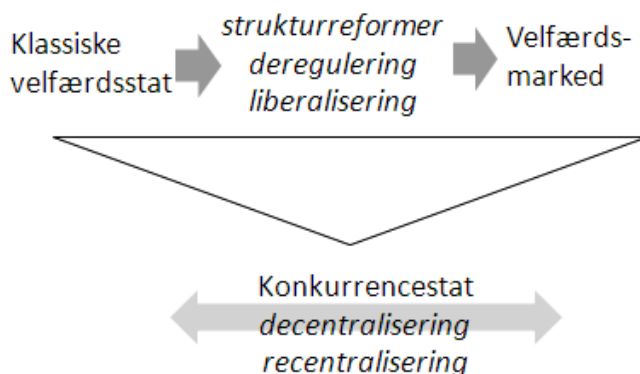 Klassiske
velfærdsstat
strukturreformer
deregulering
liberalisering
Velfærds-
marked
Konkurrencestat
decentralisering
recentralisering